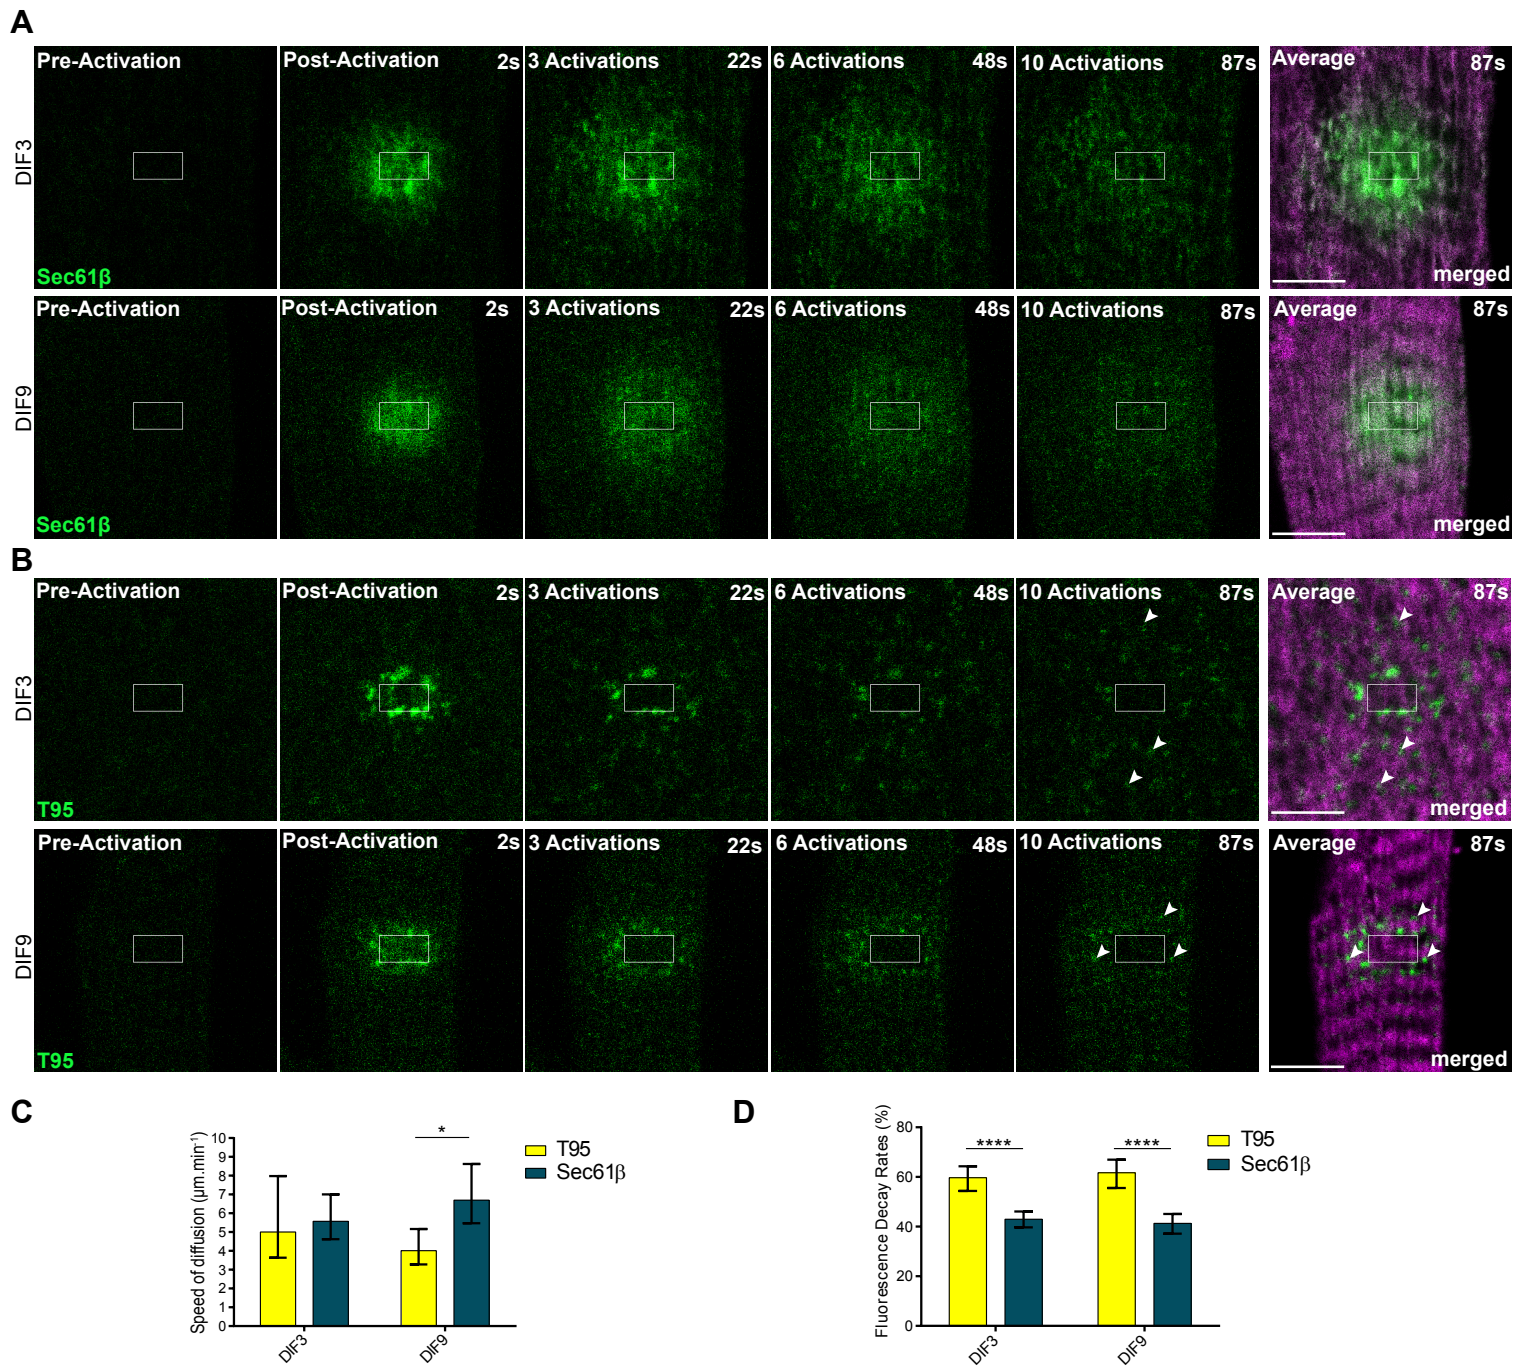 A
Pre-Activation
Post-Activation 2s
3 Activations 22s
6 Activations 48s
10 Activations 87s
Average 87s
DIF3
Sec61β
merged
Pre-Activation
Post-Activation 2s
3 Activations 22s
6 Activations 48s
10 Activations 87s
Average 87s
DIF9
Sec61β
merged
B
Pre-Activation
Post-Activation 2s
3 Activations 22s
6 Activations 48s
10 Activations 87s
Average 87s
DIF3
T95
merged
Pre-Activation
Post-Activation 2s
3 Activations 22s
6 Activations 48s
10 Activations 87s
Average 87s
DIF9
T95
merged
C
Speed of diffusion (µm.min⁻¹)
10
9
8
7
6
5
4
3
2
1
0
*
DIF3
DIF9
T95
Sec61β
D
Fluorescence Decay Rates (%)
80
60
40
20
0
****
****
DIF3
DIF9
T95
Sec61β